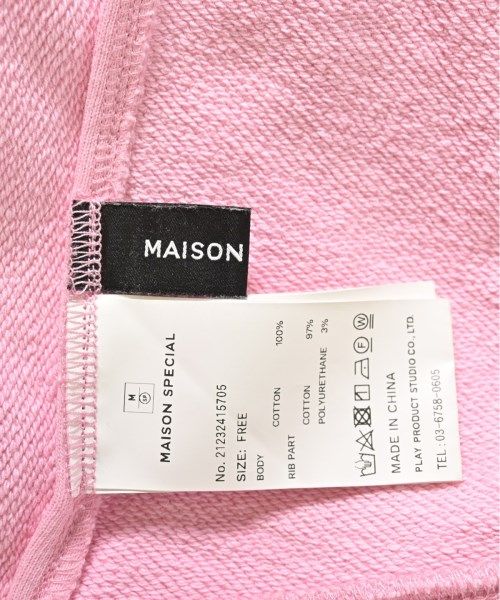 MAISON
M
SP
MAISON SPECIAL
No. 21232415705
SIZE: FREE
BODY COTTON 100%
RIB PART COTTON 97%
POLYURETHANE 3%
MADE IN CHINA
PLAY PRODUCT STUDIO CO., LTD.
TEL : 03-6758-0605